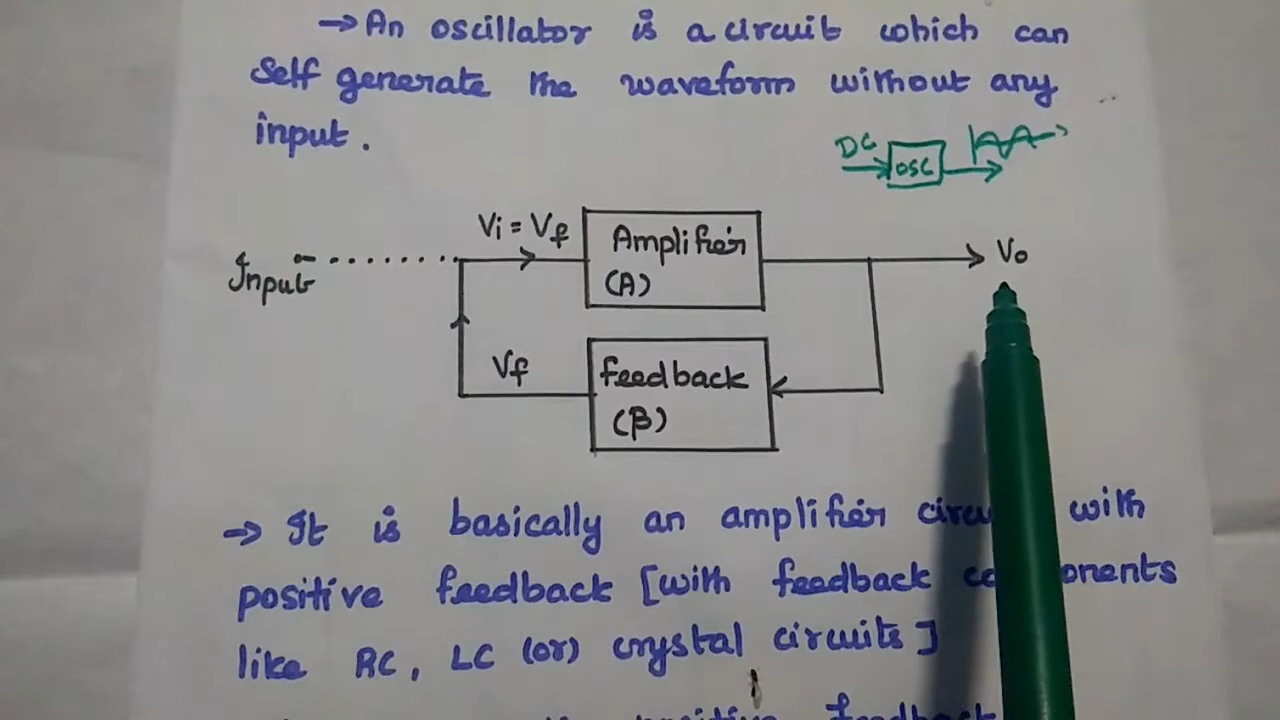 → An oscillator is a circuit which can
Self generate the waveform without any
input.
DC
OSC
Vi = Vf
Amplifier
(A)
Vo
Input
Vf
feedback
(β)
→ It is basically an amplifier with
positive feedback [with feedback
like RC, LC (or) crystal circuits]
positive feedback